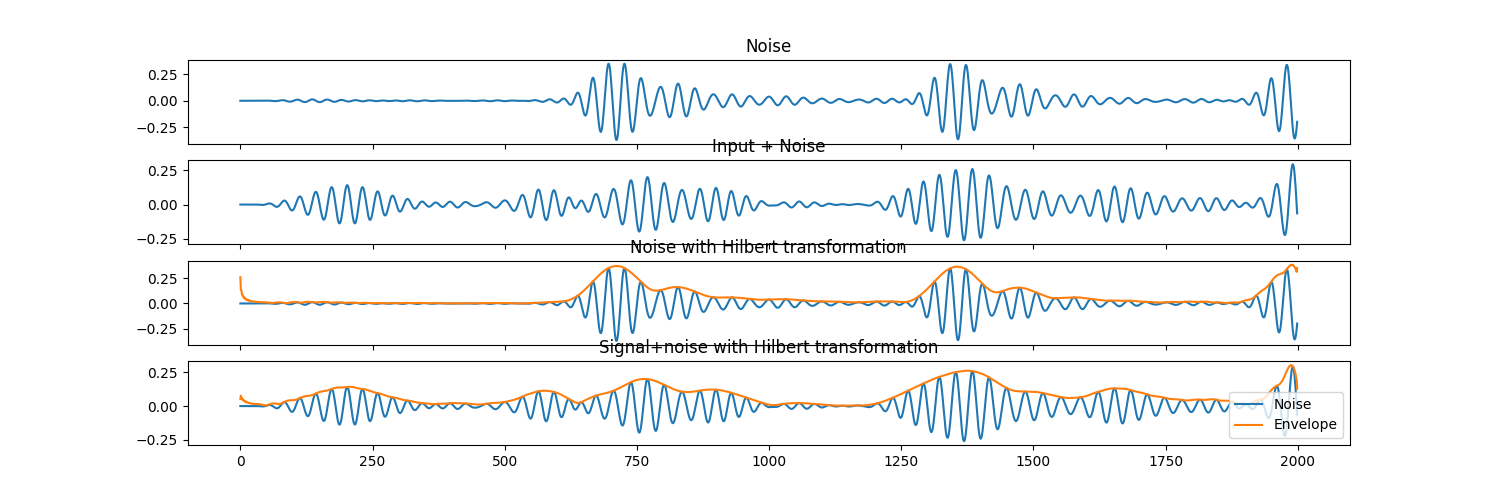 Noise
0.25
0.00
−0.25
Input + Noise
0.25
0.00
−0.25
Noise with Hilbert transformation
0.25
0.00
−0.25
Signal+noise with Hilbert transformation
0.25
0.00
−0.25
Noise
Envelope
0 250 500 750 1000 1250 1500 1750 2000